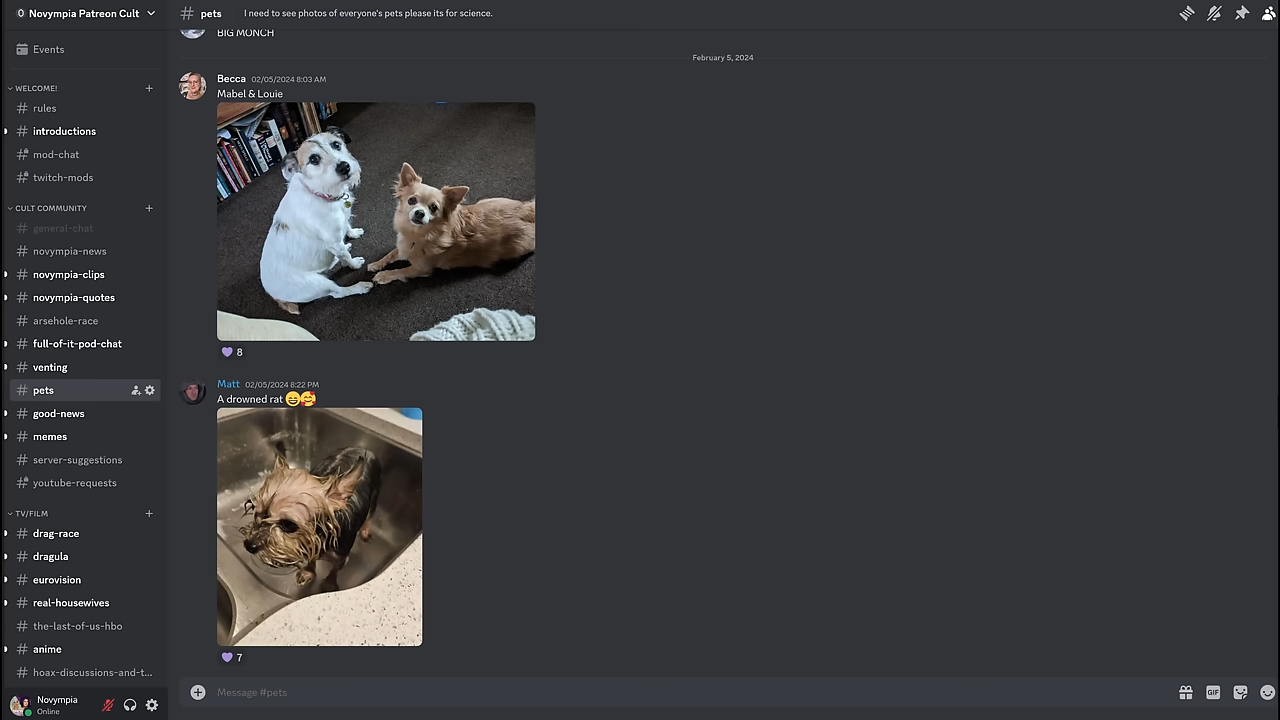 Novympia Patreon Cult
# pets
I need to see photos of everyone's pets please its for science.
Events
WELCOME!
# rules
# introductions
# mod-chat
# twitch-mods
CULT COMMUNITY
# general-chat
# novympia-news
# novympia-clips
# novympia-quotes
# arsehole-race
# full-of-it-pod-chat
# venting
# pets
# good-news
# memes
# server-suggestions
# youtube-requests
TV/FILM
# drag-race
# dragula
# eurovision
# real-housewives
# the-last-of-us-hbo
# anime
# hoax-discussions-and-t...
Novympia
Online
BIG MONCH
February 5, 2024
Becca 02/05/2024 8:03 AM
Mabel & Louie
💜 8
Matt 02/05/2024 8:22 PM
A drowned rat 😄🥰
💜 7
Message #pets
GIF